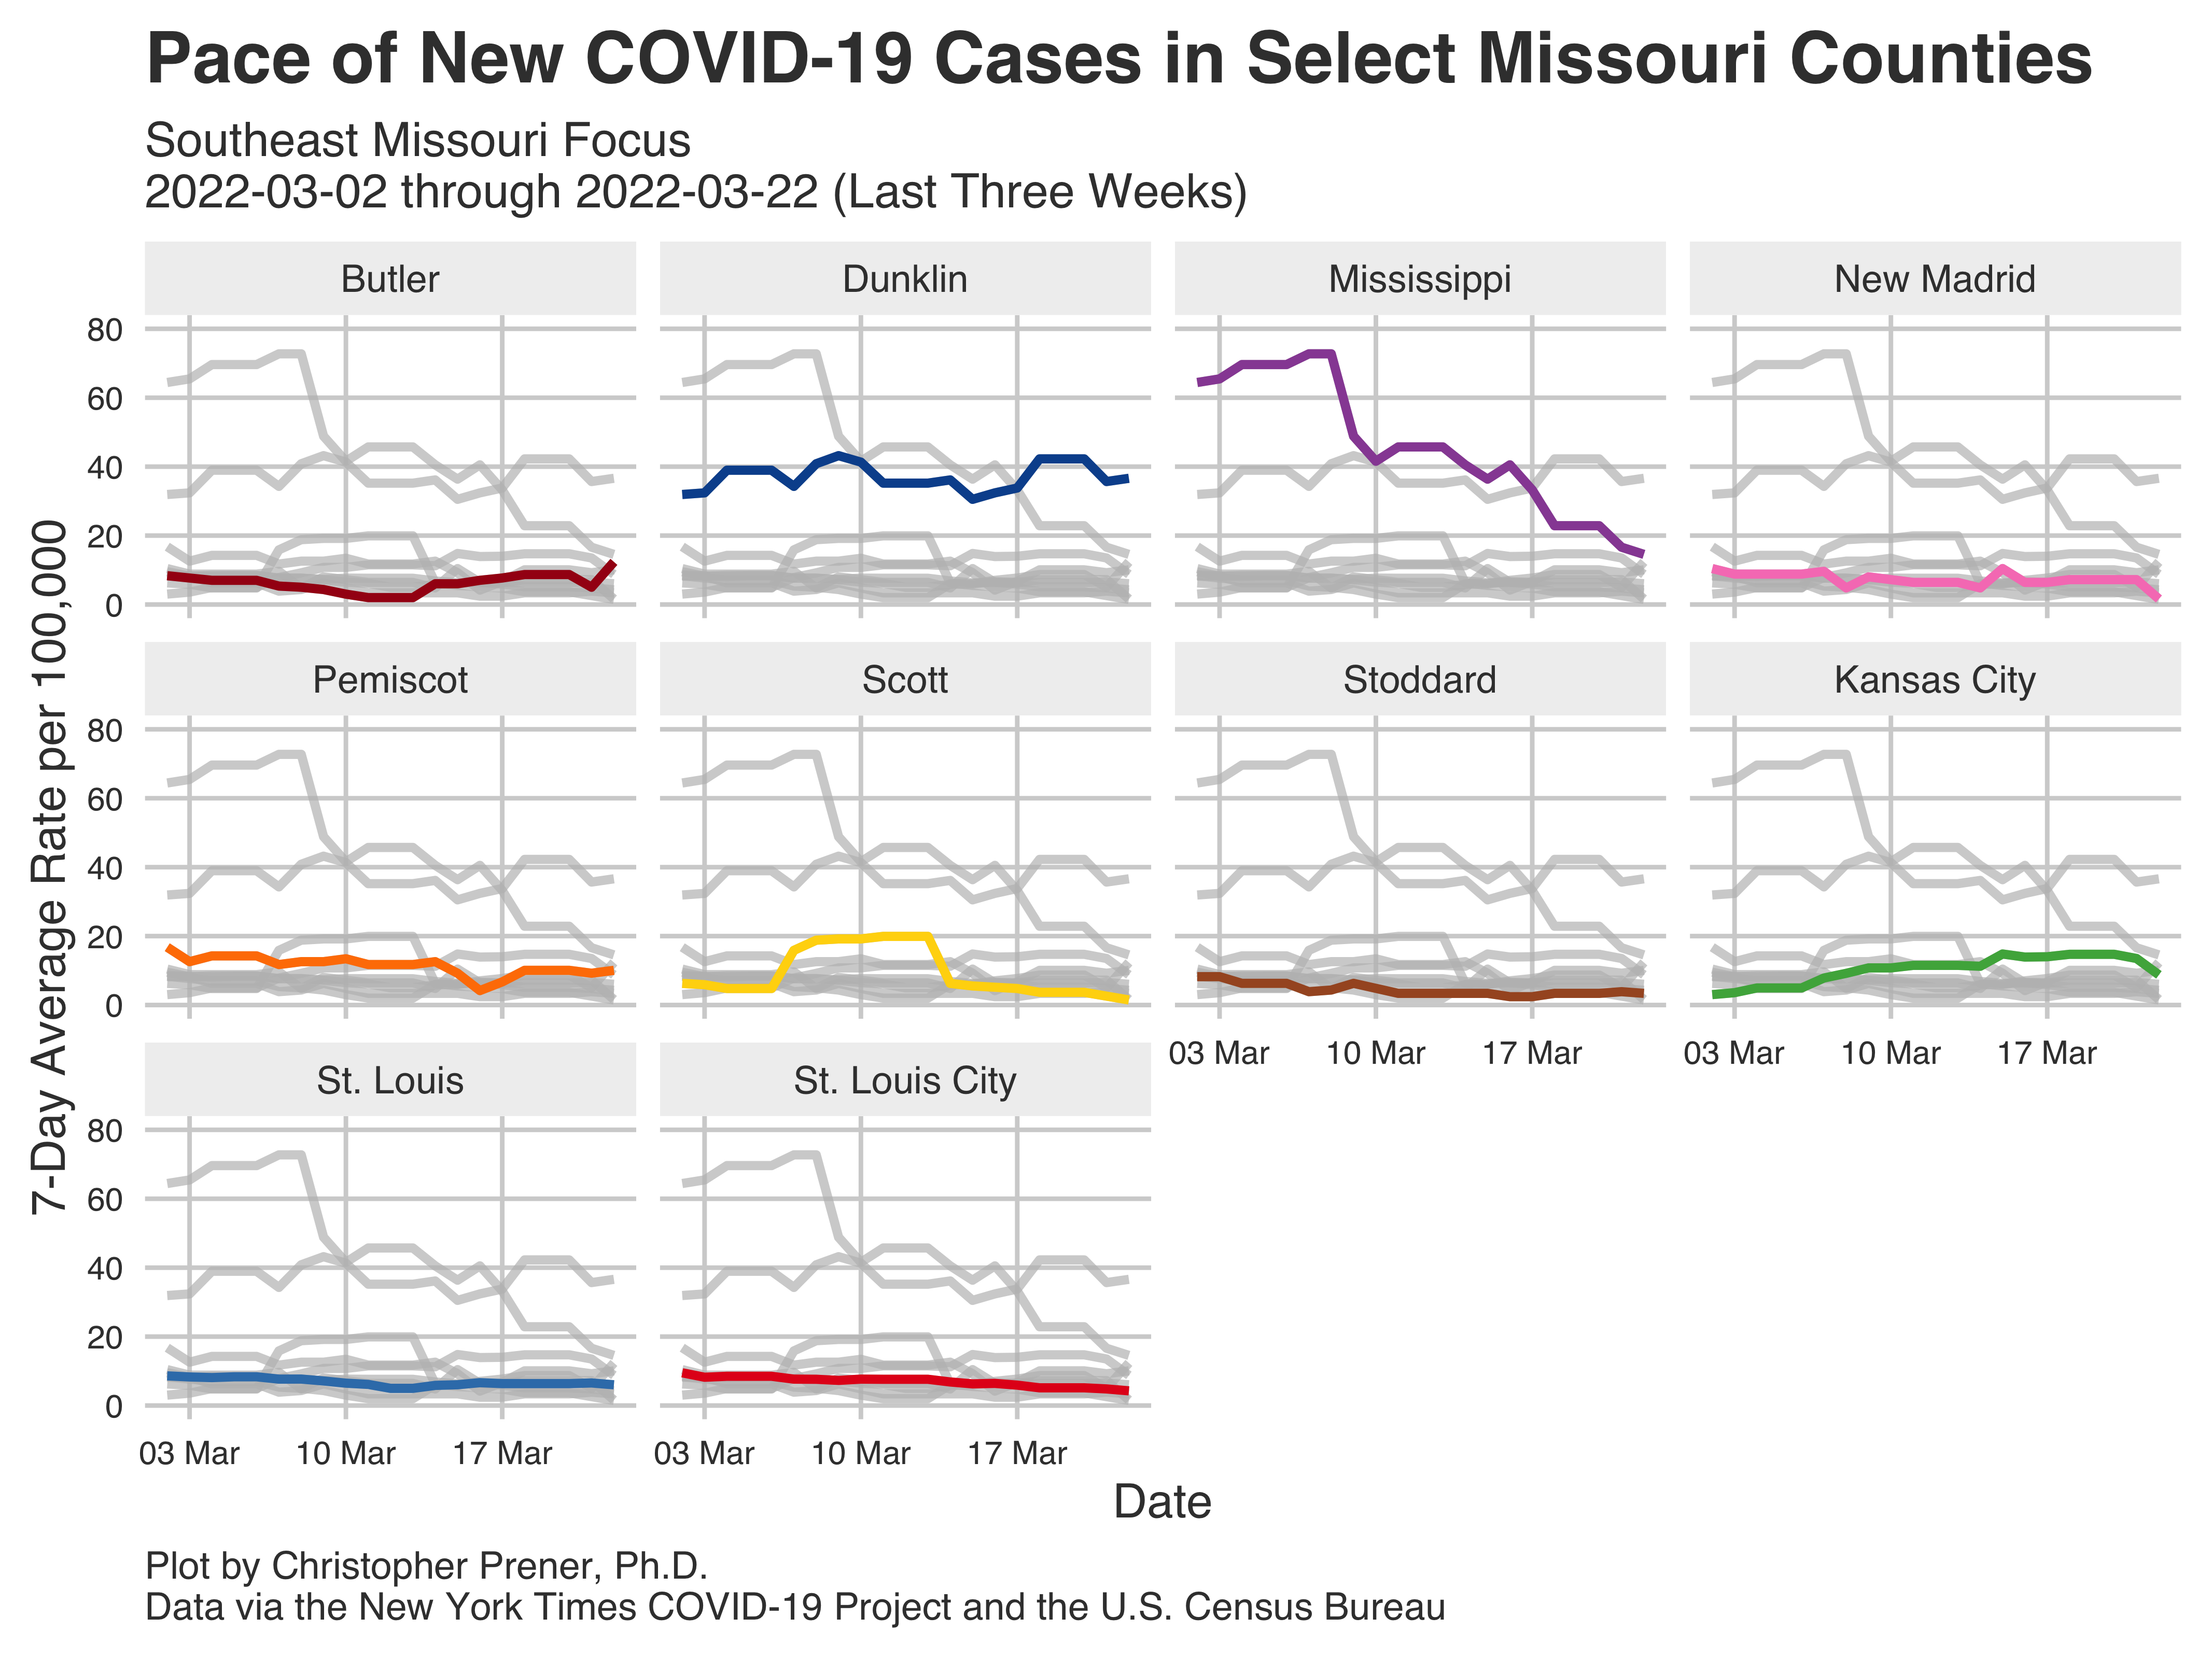 Pace of New COVID-19 Cases in Select Missouri Counties
Southeast Missouri Focus
2022-03-02 through 2022-03-22 (Last Three Weeks)
7-Day Average Rate per 100,000
Butler
Dunklin
Mississippi
New Madrid
80
60
40
20
0
Pemiscot
Scott
Stoddard
Kansas City
80
60
40
20
0
03 Mar
10 Mar
17 Mar
03 Mar
10 Mar
17 Mar
St. Louis
St. Louis City
80
60
40
20
0
03 Mar
10 Mar
17 Mar
03 Mar
10 Mar
17 Mar
Date
Plot by Christopher Prener, Ph.D.
Data via the New York Times COVID-19 Project and the U.S. Census Bureau